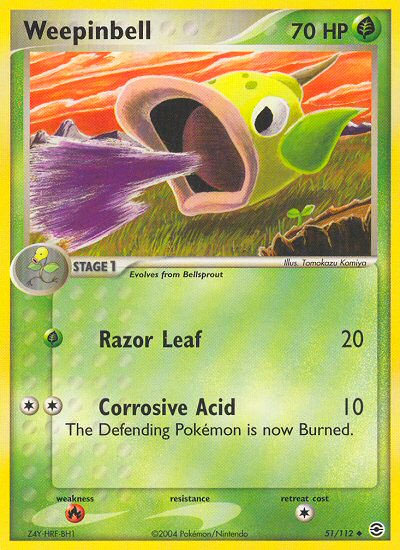 Weepinbell 70 HP
STAGE 1
Evolves from Bellsprout
Illus. Tomokazu Komiya
Razor Leaf 20
Corrosive Acid 10
The Defending Pokémon is now Burned.
weakness resistance retreat cost
Z4Y-HRF-BH1 ©2004 Pokémon/Nintendo 51/112